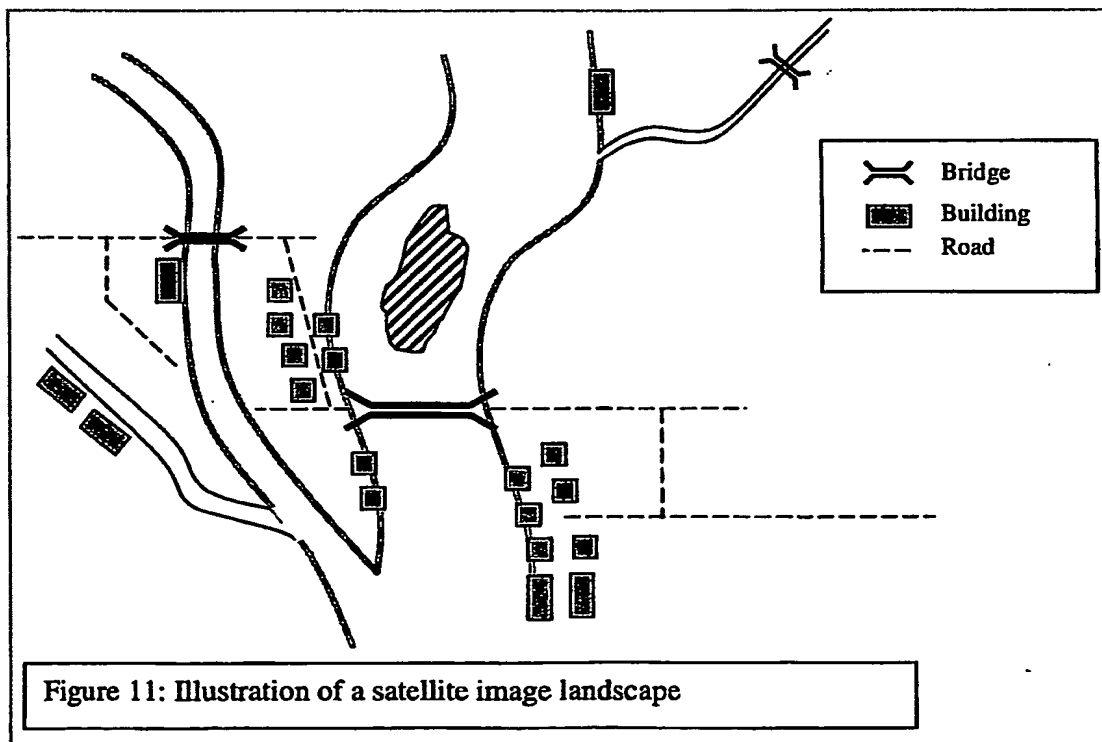 Bridge
Building
Road
Figure 11: Illustration of a satellite image landscape